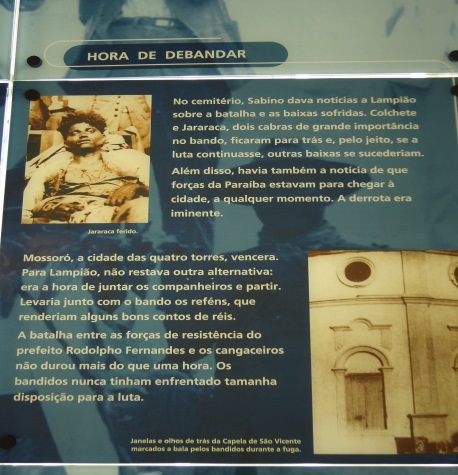 HORA DE DEBANDAR
No cemitério, Sabino dava notícias a Lampião
sobre a batalha e as baixas sofridas. Colchete
e Jararaca, dois cabras de grande importância
no bando, ficaram para trás e, pelo jeito, se a
luta continuasse, outras baixas se sucederiam.
Além disso, havia também a notícia de que
forças da Paraíba estavam para chegar à
cidade, a qualquer momento. A derrota era
iminente.
Jararaca ferido.
Mossoró, a cidade das quatro torres, vencera.
Para Lampião, não restava outra alternativa:
era a hora de juntar os companheiros e partir.
Levaria junto com o bando os reféns, que
renderiam alguns bons contos de réis.
A batalha entre as forças de resistência do
prefeito Rodolpho Fernandes e os cangaceiros
não durou mais do que uma hora. Os
bandidos nunca tinham enfrentado tamanha
disposição para a luta.
Janelas e elhos de trás da Capela de São Vicente
marcados a bala pelos bandidos durante a fuga.